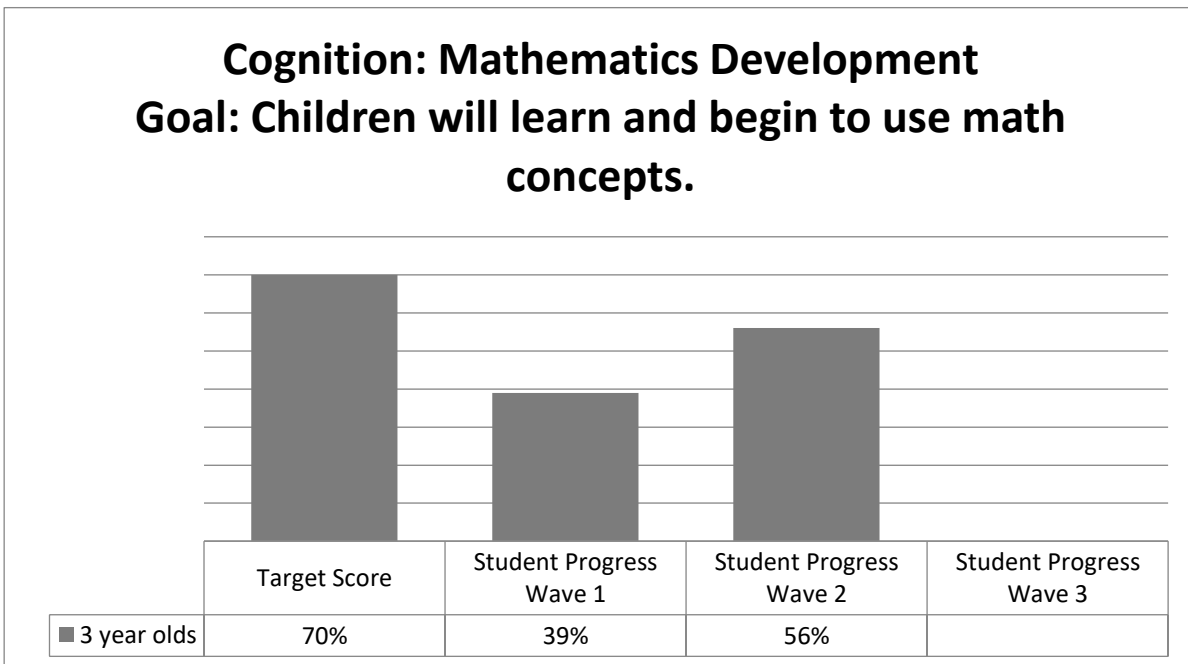 Cognition: Mathematics Development
Goal: Children will learn and begin to use math
concepts.
Target Score
Student Progress
Wave 1
Student Progress
Wave 2
Student Progress
Wave 3
3 year olds 70% 39% 56%